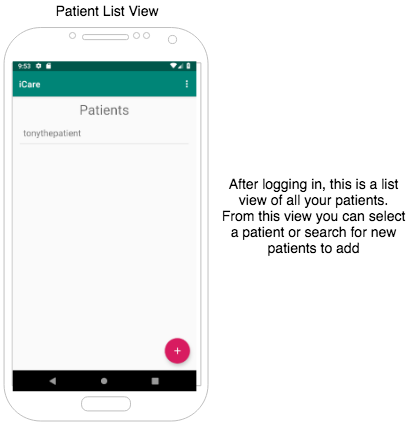 Patient List View
9:53
iCare
Patients
tonythepatient
+
After logging in, this is a list
view of all your patients.
From this view you can select
a patient or search for new
patients to add